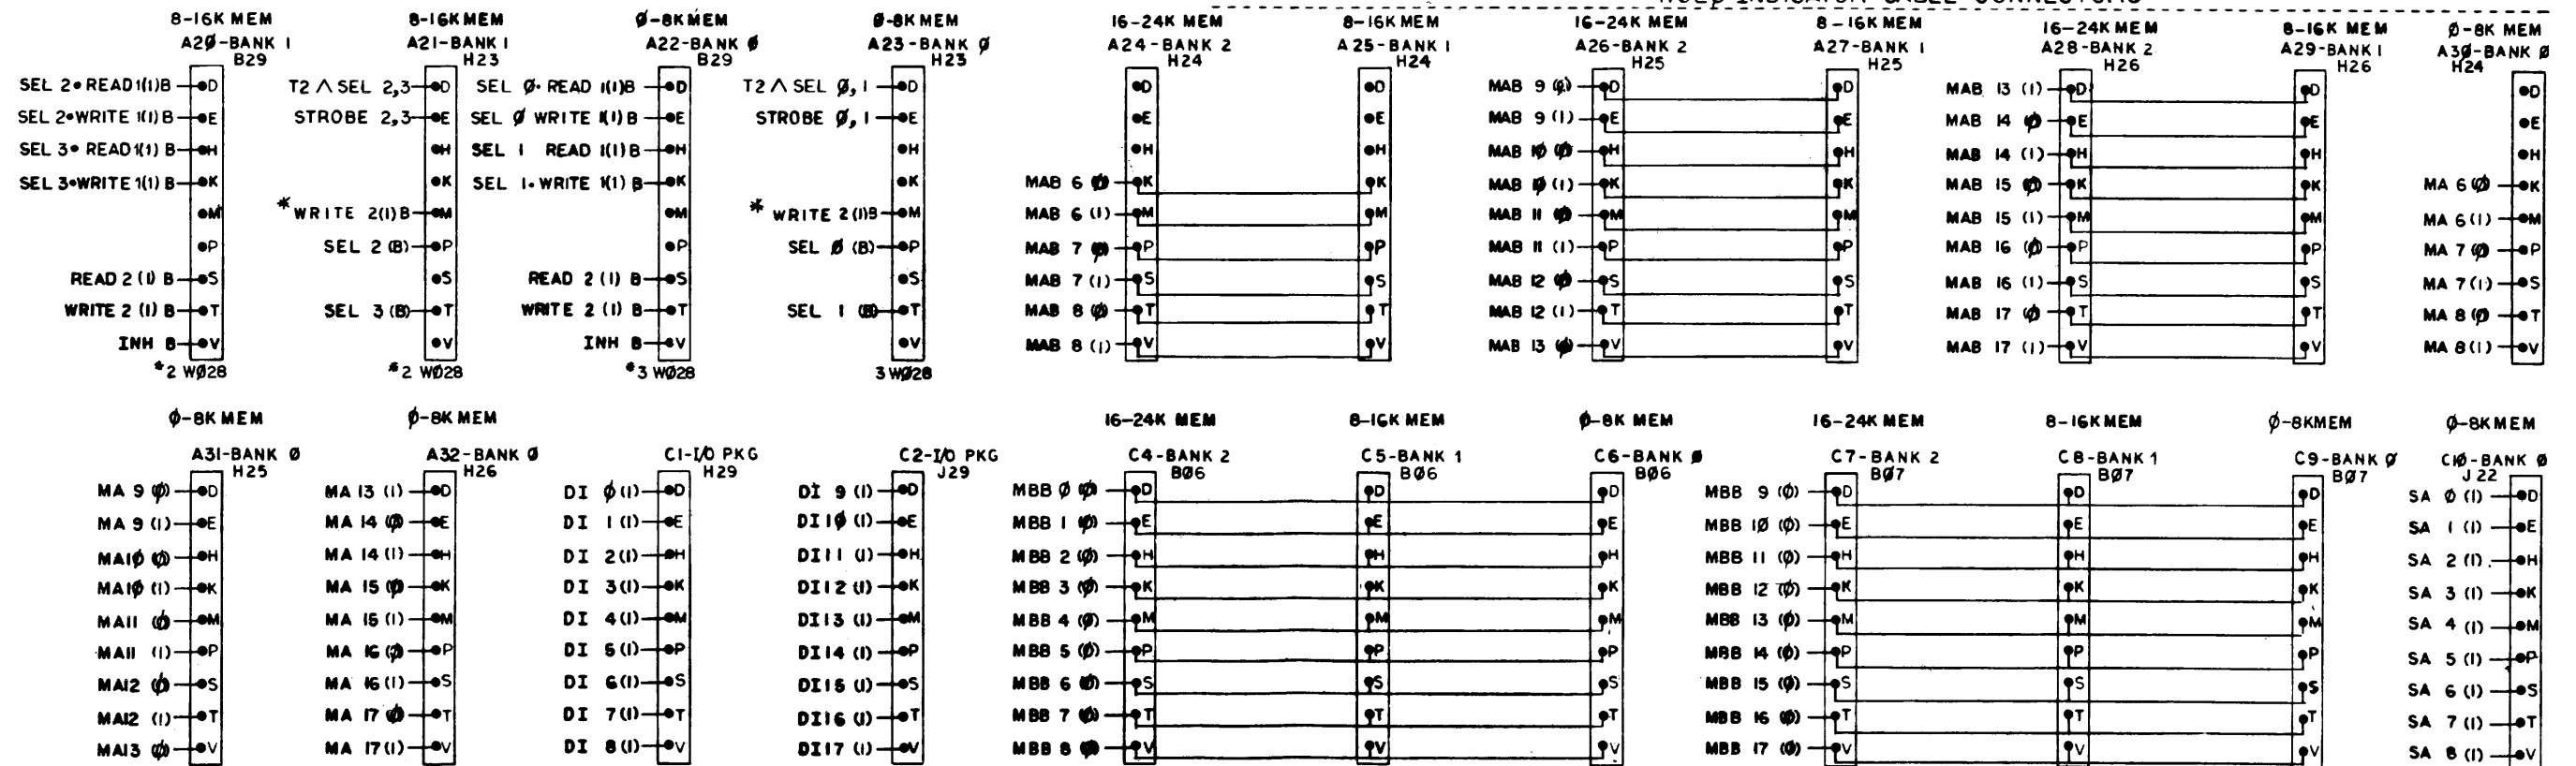 8-16K MEM 8-16K MEM Ø-8K MEM Ø-8K MEM 16-24K MEM 8-16K MEM 16-24K MEM 8-16K MEM 16-24K MEM 8-16K MEM Ø-8K MEM
A2Ø-BANK 1 A21-BANK 1 A22-BANK Ø A23-BANK Ø A24-BANK 2 A25-BANK 1 A26-BANK 2 A27-BANK 1 A28-BANK 2 A29-BANK 1 A3Ø-BANK Ø
B29 H23 B29 H23 H24 H24 H25 H25 H26 H26 H24
SEL 2•READ1(1)B D T2 ∧ SEL 2,3 D SEL Ø•READ 1(1)B D T2 ∧ SEL Ø,1 D D D MAB 9 (Ø) D D MAB 13 (1) D D D
SEL 2•WRITE 1(1) B E STROBE 2,3 E SEL Ø WRITE 1(1) B E STROBE Ø,1 E E E MAB 9 (1) E E MAB 14 Ø E E E
SEL 3•READ1(1) B H H SEL 1 READ 1(1)B H H H H MAB 1Ø Ø H H MAB 14 (1) H H H
SEL 3•WRITE 1(1) B K K SEL 1•WRITE 1(1) B K K MAB 6 Ø K K MAB 1Ø (1) K K MAB 15 Ø K K MA 6 (Ø) K
M *WRITE 2(1)B M M * WRITE 2(1)B M MAB 6 (1) M M MAB 11 Ø M M MAB 15 (1) M M MA 6 (1) M
P SEL 2 (B) P P SEL Ø (B) P MAB 7 Ø P P MAB 11 (1) P P MAB 16 (Ø) P P MA 7 (Ø) P
READ 2 (1) B S S READ 2 (1) B S S MAB 7 (1) S S MAB 12 Ø S S MAB 16 (1) S S MA 7 (1) S
WRITE 2 (1) B T SEL 3 (B) T WRITE 2 (1) B T SEL 1 (B) T MAB 8 (Ø) T T MAB 12 (1) T T MAB 17 Ø T T MA 8 (Ø) T
INH B V V INH B V V MAB 8 (1) V V MAB 13 Ø V V MAB 17 (1) V V MA 8(1) V
*2 WØ28 *2 WØ28 *3 WØ28 3 WØ28
Ø-8K MEM Ø-8K MEM 16-24K MEM 8-16K MEM Ø-8K MEM 16-24K MEM 8-16K MEM Ø-8KMEM Ø-8KMEM
A31-BANK Ø A32-BANK Ø C1-I/O PKG C2-I/O PKG C4-BANK 2 C5-BANK 1 C6-BANK Ø C7-BANK 2 C8-BANK 1 C9-BANK Ø C1Ø-BANK Ø
H25 H26 H29 J29 BØ6 BØ6 BØ6 BØ7 BØ7 BØ7 J22
MA 9 (Ø) D MA 13 (1) D DI Ø(1) D DI 9 (1) D MBB Ø (Ø) D D D MBB 9 (Ø) D D D SA Ø (1) D
MA 9 (1) E MA 14 (Ø) E DI 1 (1) E DI1Ø (1) E MBB 1 (Ø) E E E MBB 1Ø (Ø) E E E SA 1 (1) E
MA1Ø (Ø) H MA 14 (1) H DI 2(1) H DI11 (1) H MBB 2 (Ø) H H H MBB 11 (Ø) H H H SA 2 (1) H
MA1Ø (1) K MA 15 (Ø) K DI 3(1) K DI12 (1) K MBB 3 (Ø) K K K MBB 12 (Ø) K K K SA 3 (1) K
MA11 (Ø) M MA 15 (1) M DI 4(1) M DI13 (1) M MBB 4 (Ø) M M M MBB 13 (Ø) M M M SA 4 (1) M
MA11 (1) P MA 16 (Ø) P DI 5(1) P DI14 (1) P MBB 5 (Ø) P P P MBB 14 (Ø) P P P SA 5 (1) P
MA12 (Ø) S MA 16 (1) S DI 6(1) S DI15 (1) S MBB 6 (Ø) S S S MBB 15 (Ø) S S S SA 6 (1) S
MA12 (1) T MA 17 Ø T DI 7(1) T DI16 (1) T MBB 7 (Ø) T T T MBB 16 (Ø) T T T SA 7 (1) T
MA13 (Ø) V MA 17(1) V DI 8(1) V DI17 (1) V MBB 8 (Ø) V V V MBB 17 (Ø) V V V SA 8 (1) V